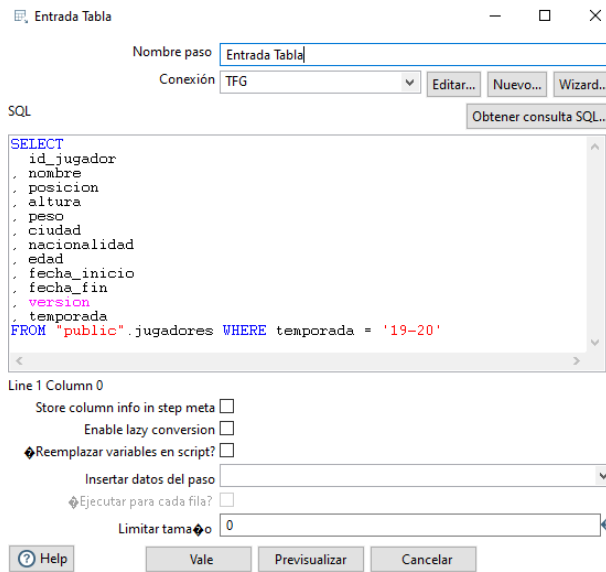 Entrada Tabla
Nombre paso Entrada Tabla
Conexión TFG Editar... Nuevo... Wizard...
SQL
Obtener consulta SQL...
SELECT
id_jugador
, nombre
, posicion
, altura
, peso
, ciudad
, nacionalidad
, edad
, fecha_inicio
, fecha_fin
, version
, temporada
FROM "public".jugadores WHERE temporada = '19-20'
Line 1 Column 0
Store column info in step meta
Enable lazy conversion
�Reemplazar variables en script?
Insertar datos del paso
�Ejecutar para cada fila?
Limitar tama�o 0
Help Vale Previsualizar Cancelar